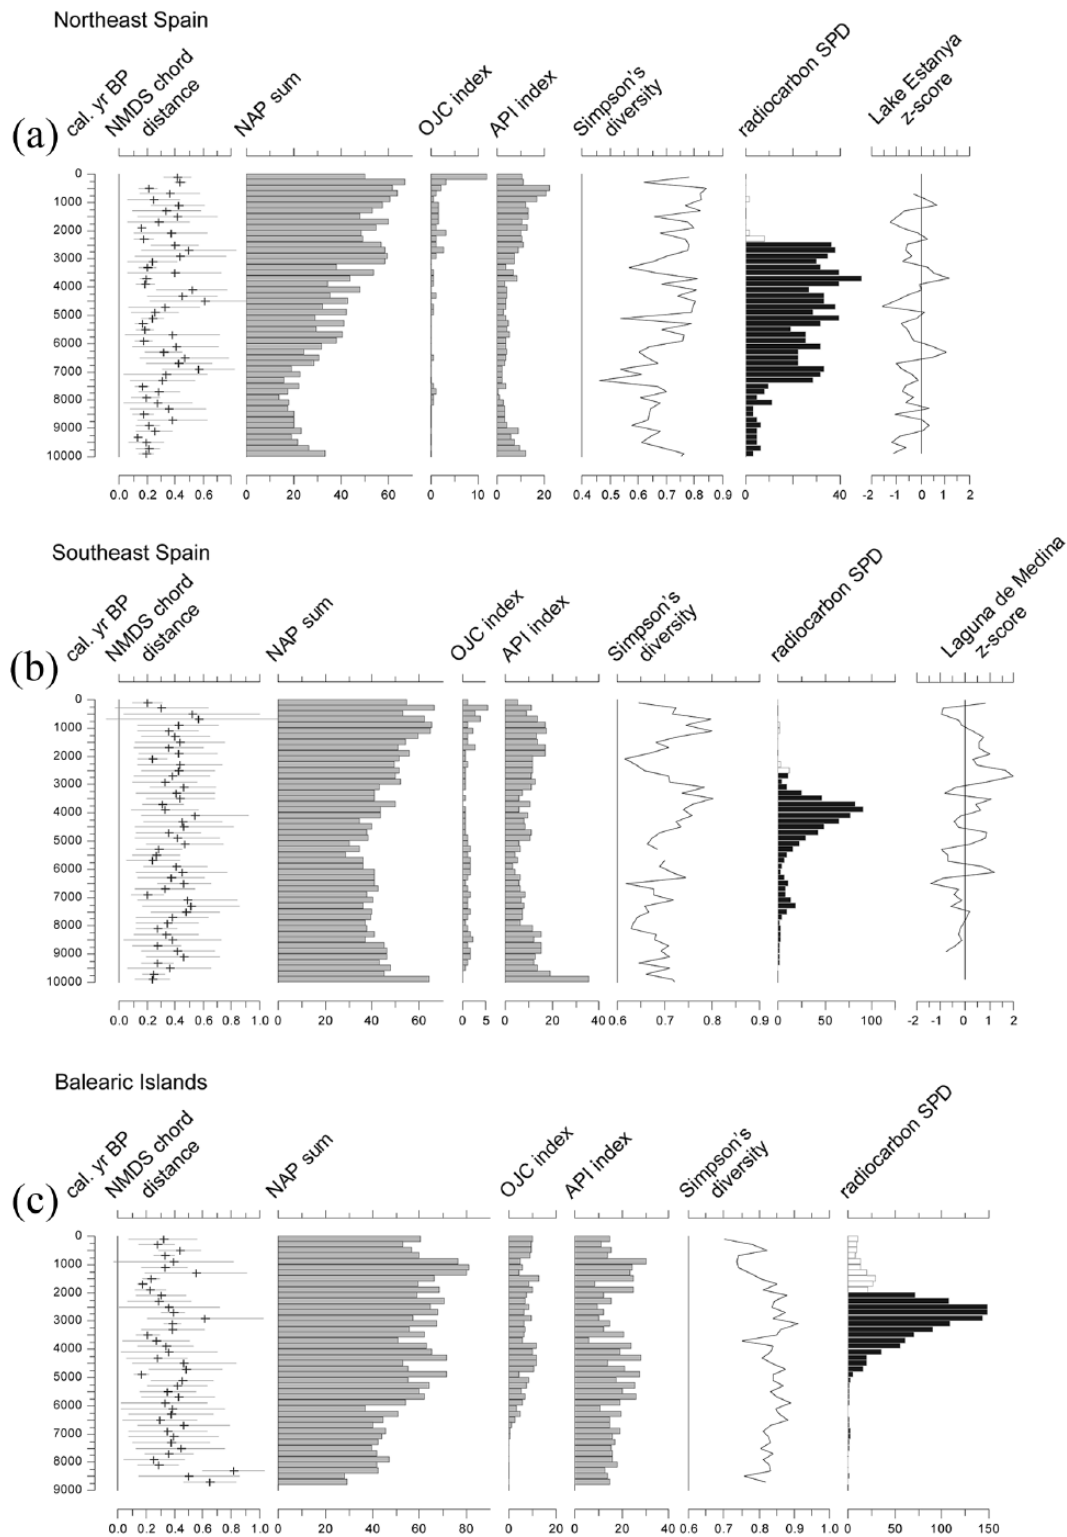 Northeast Spain
(a)
cal. yr BP
NMDS chord
distance
NAP sum
OJC index
API index
Simpson's
diversity
radiocarbon SPD
Lake Estanya
z-score
0
1000
2000
3000
4000
5000
6000
7000
8000
9000
10000
0.0 0.2 0.4 0.6
0 20 40 60
0 10
0 20
0.4 0.5 0.6 0.7 0.8 0.9
0 40
-2 -1 0 1 2
Southeast Spain
(b)
cal. yr BP
NMDS chord
distance
NAP sum
OJC index
API index
Simpson's
diversity
radiocarbon SPD
Laguna de Medina
z-score
0
1000
2000
3000
4000
5000
6000
7000
8000
9000
10000
0.0 0.2 0.4 0.6 0.8 1.0
0 20 40 60
0 5
0 20 40
0.6 0.7 0.8 0.9
0 50 100
-2 -1 0 1 2
Balearic Islands
(c)
cal. yr BP
NMDS chord
distance
NAP sum
OJC index
API index
Simpson's
diversity
radiocarbon SPD
0
1000
2000
3000
4000
5000
6000
7000
8000
9000
0.0 0.2 0.4 0.6 0.8 1.0
0 20 40 60 80
0 20
0 20 40
0.6 0.7 0.8 0.9 1.0
0 50 100 150